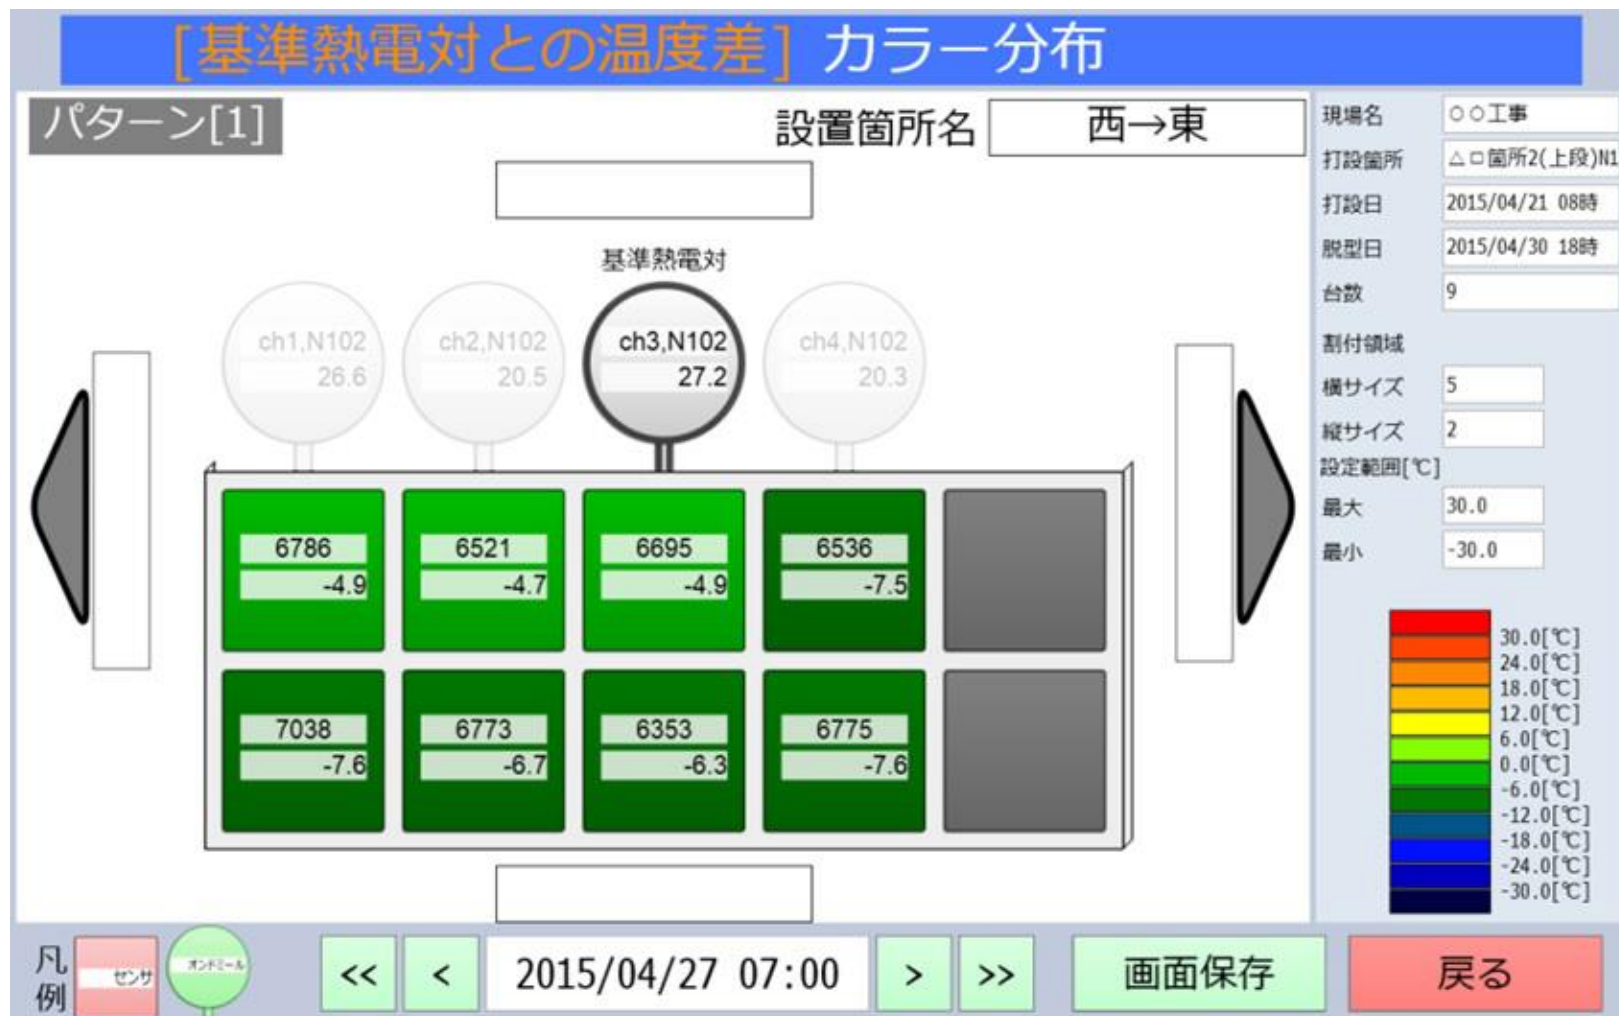 [基準熱電対との温度差] カラー分布
パターン[1]
設置箇所名 西→東
基準熱電対
ch1,N102 ch2,N102 ch3,N102 ch4,N102
26.6 20.5 27.2 20.3
6786 6521 6695 6536
-4.9 -4.7 -4.9 -7.5
7038 6773 6353 6775
-7.6 -6.7 -6.3 -7.6
現場名 ○○工事
打設箇所 △□箇所2(上段)N1
打設日 2015/04/21 08時
脱型日 2015/04/30 18時
台数 9
割付領域
横サイズ 5
縦サイズ 2
設定範囲[℃]
最大 30.0
最小 -30.0
30.0[℃]
24.0[℃]
18.0[℃]
12.0[℃]
6.0[℃]
0.0[℃]
-6.0[℃]
-12.0[℃]
-18.0[℃]
-24.0[℃]
-30.0[℃]
凡例 センサ オンドミール << < 2015/04/27 07:00 > >> 画面保存 戻る